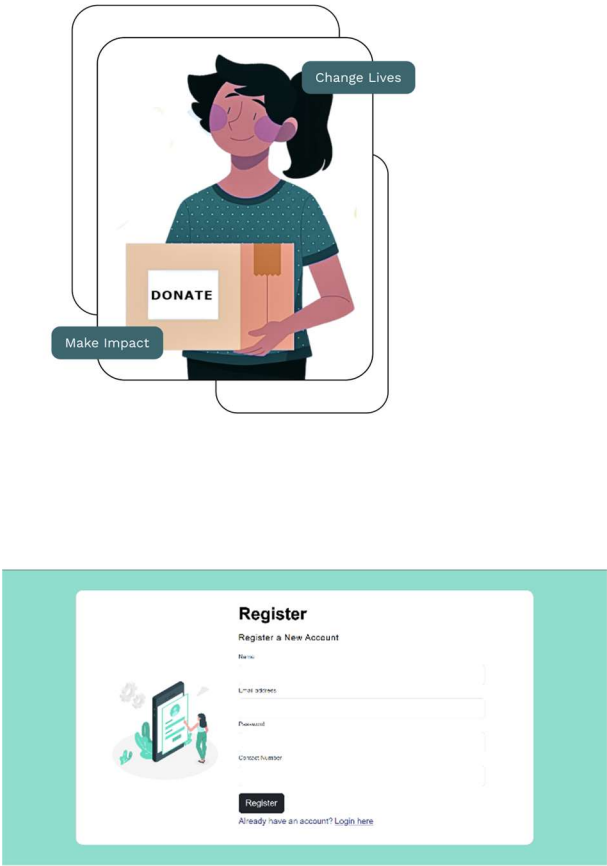 Change Lives
DONATE
Make Impact
Register
Register a New Account
Name
Email address
Password
Contact Number
Register
Already have an account? Login here